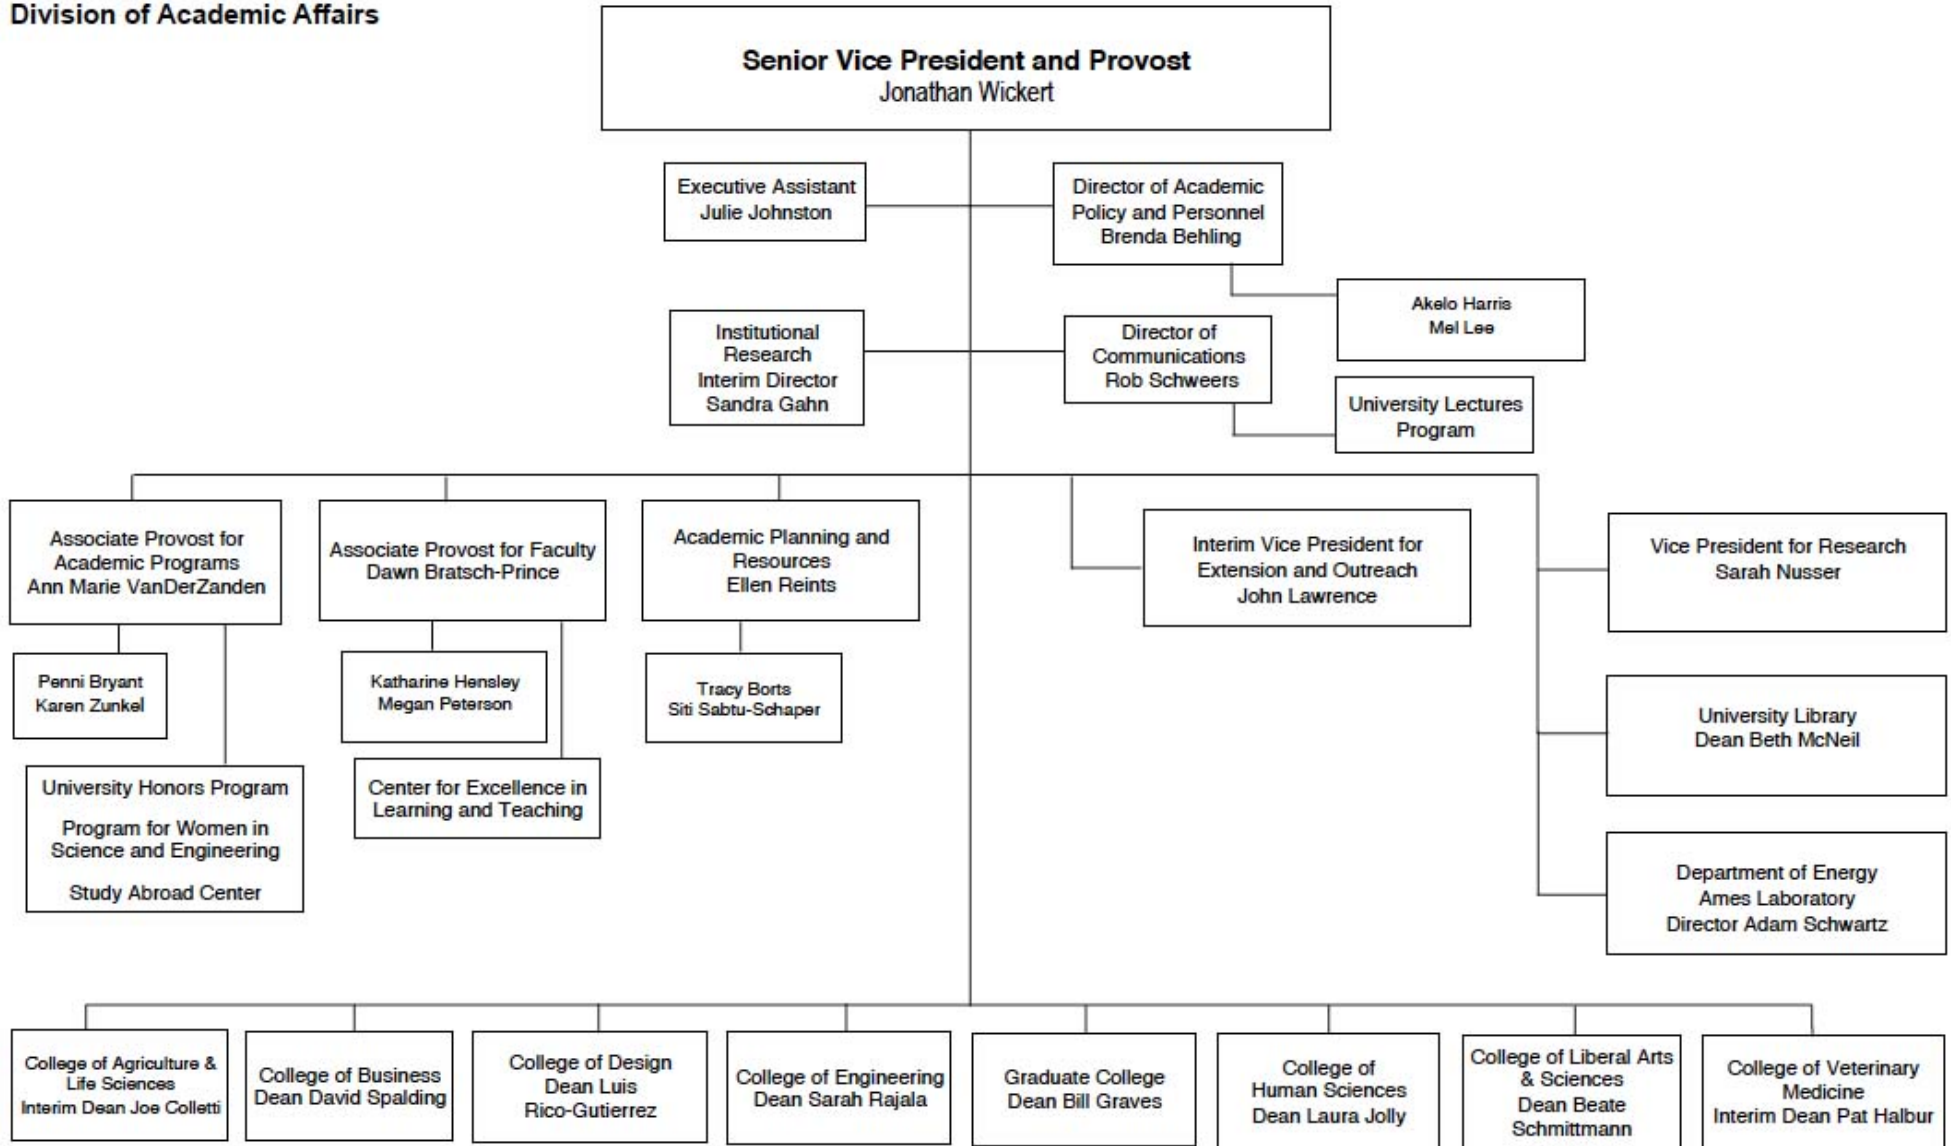 Division of Academic Affairs
Senior Vice President and Provost
Jonathan Wickert
Executive Assistant
Julie Johnston
Director of Academic
Policy and Personnel
Brenda Behling
Akelo Harris
Mel Lee
Institutional
Research
Interim Director
Sandra Gahn
Director of
Communications
Rob Schweers
University Lectures
Program
Associate Provost for
Academic Programs
Ann Marie VanDerZanden
Associate Provost for Faculty
Dawn Bratsch-Prince
Academic Planning and
Resources
Ellen Reints
Interim Vice President for
Extension and Outreach
John Lawrence
Vice President for Research
Sarah Nusser
Penni Bryant
Karen Zunkel
Katharine Hensley
Megan Peterson
Tracy Borts
Siti Sabtu-Schaper
University Library
Dean Beth McNeil
University Honors Program
Program for Women in
Science and Engineering
Study Abroad Center
Center for Excellence in
Learning and Teaching
Department of Energy
Ames Laboratory
Director Adam Schwartz
College of Agriculture &
Life Sciences
Interim Dean Joe Colletti
College of Business
Dean David Spalding
College of Design
Dean Luis
Rico-Gutierrez
College of Engineering
Dean Sarah Rajala
Graduate College
Dean Bill Graves
College of
Human Sciences
Dean Laura Jolly
College of Liberal Arts
& Sciences
Dean Beate
Schmittmann
College of Veterinary
Medicine
Interim Dean Pat Halbur